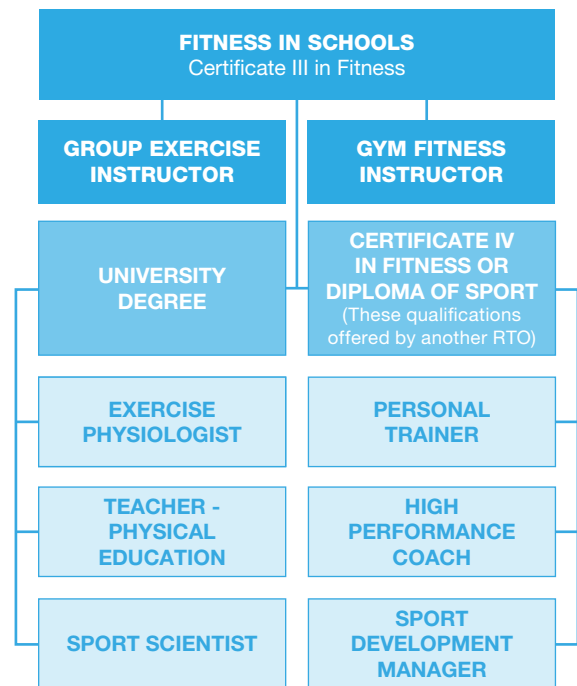 FITNESS IN SCHOOLS
Certificate III in Fitness
GROUP EXERCISE
INSTRUCTOR
GYM FITNESS
INSTRUCTOR
UNIVERSITY
DEGREE
CERTIFICATE IV
IN FITNESS OR
DIPLOMA OF SPORT
(These qualifications
offered by another RTO)
EXERCISE
PHYSIOLOGIST
PERSONAL
TRAINER
TEACHER -
PHYSICAL
EDUCATION
HIGH
PERFORMANCE
COACH
SPORT SCIENTIST
SPORT
DEVELOPMENT
MANAGER